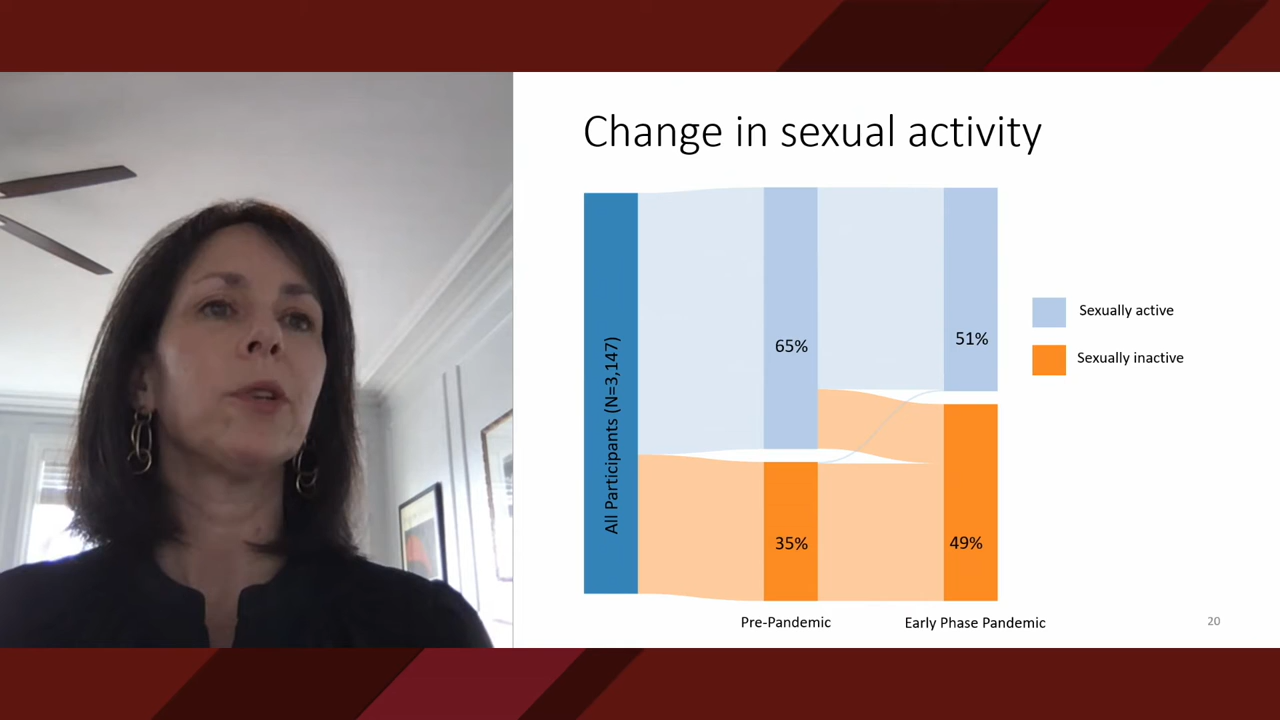 Change in sexual activity
All Participants (N=3,147)
65%
51%
35%
49%
Sexually active
Sexually inactive
Pre-Pandemic
Early Phase Pandemic
20